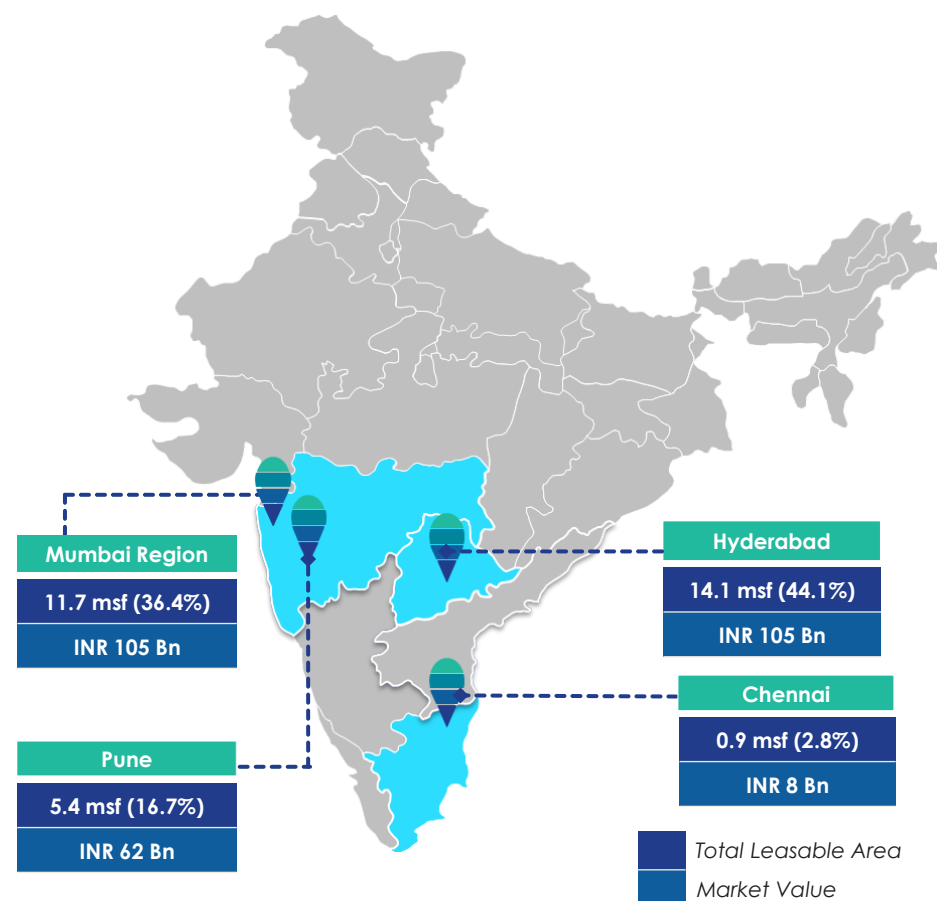 Mumbai Region
11.7 msf (36.4%)
INR 105 Bn
Pune
5.4 msf (16.7%)
INR 62 Bn
Hyderabad
14.1 msf (44.1%)
INR 105 Bn
Chennai
0.9 msf (2.8%)
INR 8 Bn
Total Leasable Area
Market Value